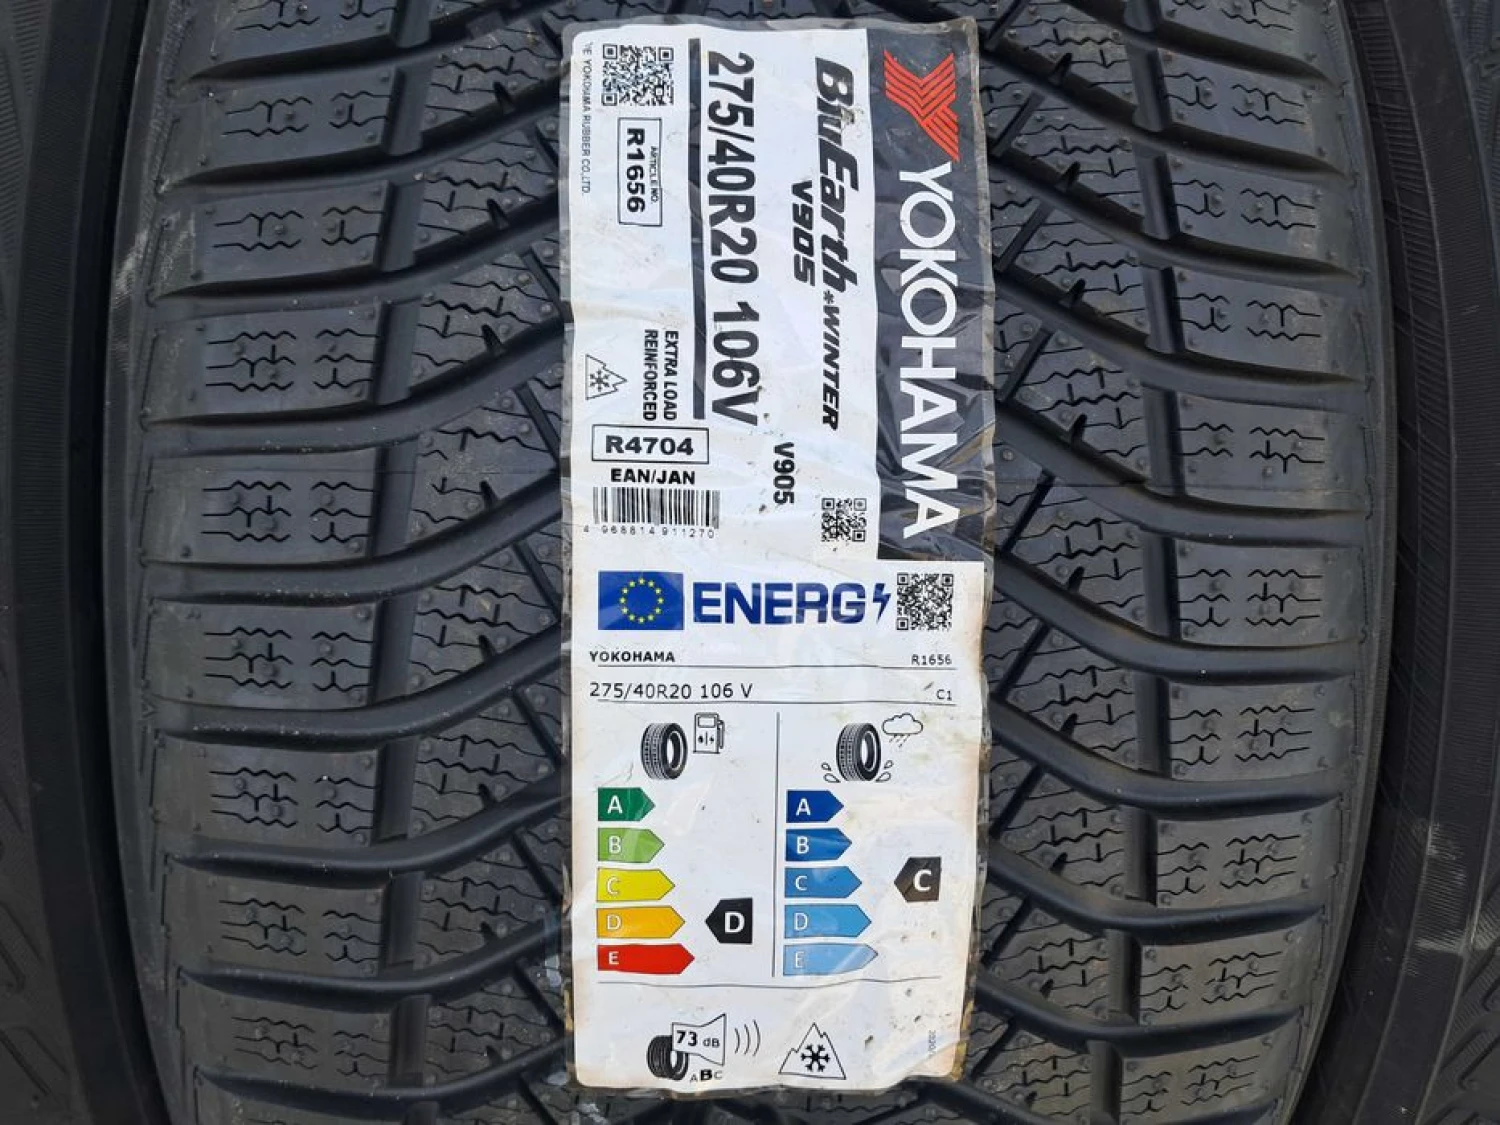 YOKOHAMA
BluEarth*WINTER
V905
275/40R20 106V
V905
EXTRA LOAD
REINFORCED
ARTICLE NO.
R1656
THE YOKOHAMA RUBBER CO.,LTD.
R4704
EAN/JAN
4 968814 911270
ENERG
YOKOHAMA R1656
275/40R20 106 V C1
A A
B B
C C C
D D D
E E
73 dB
ABC